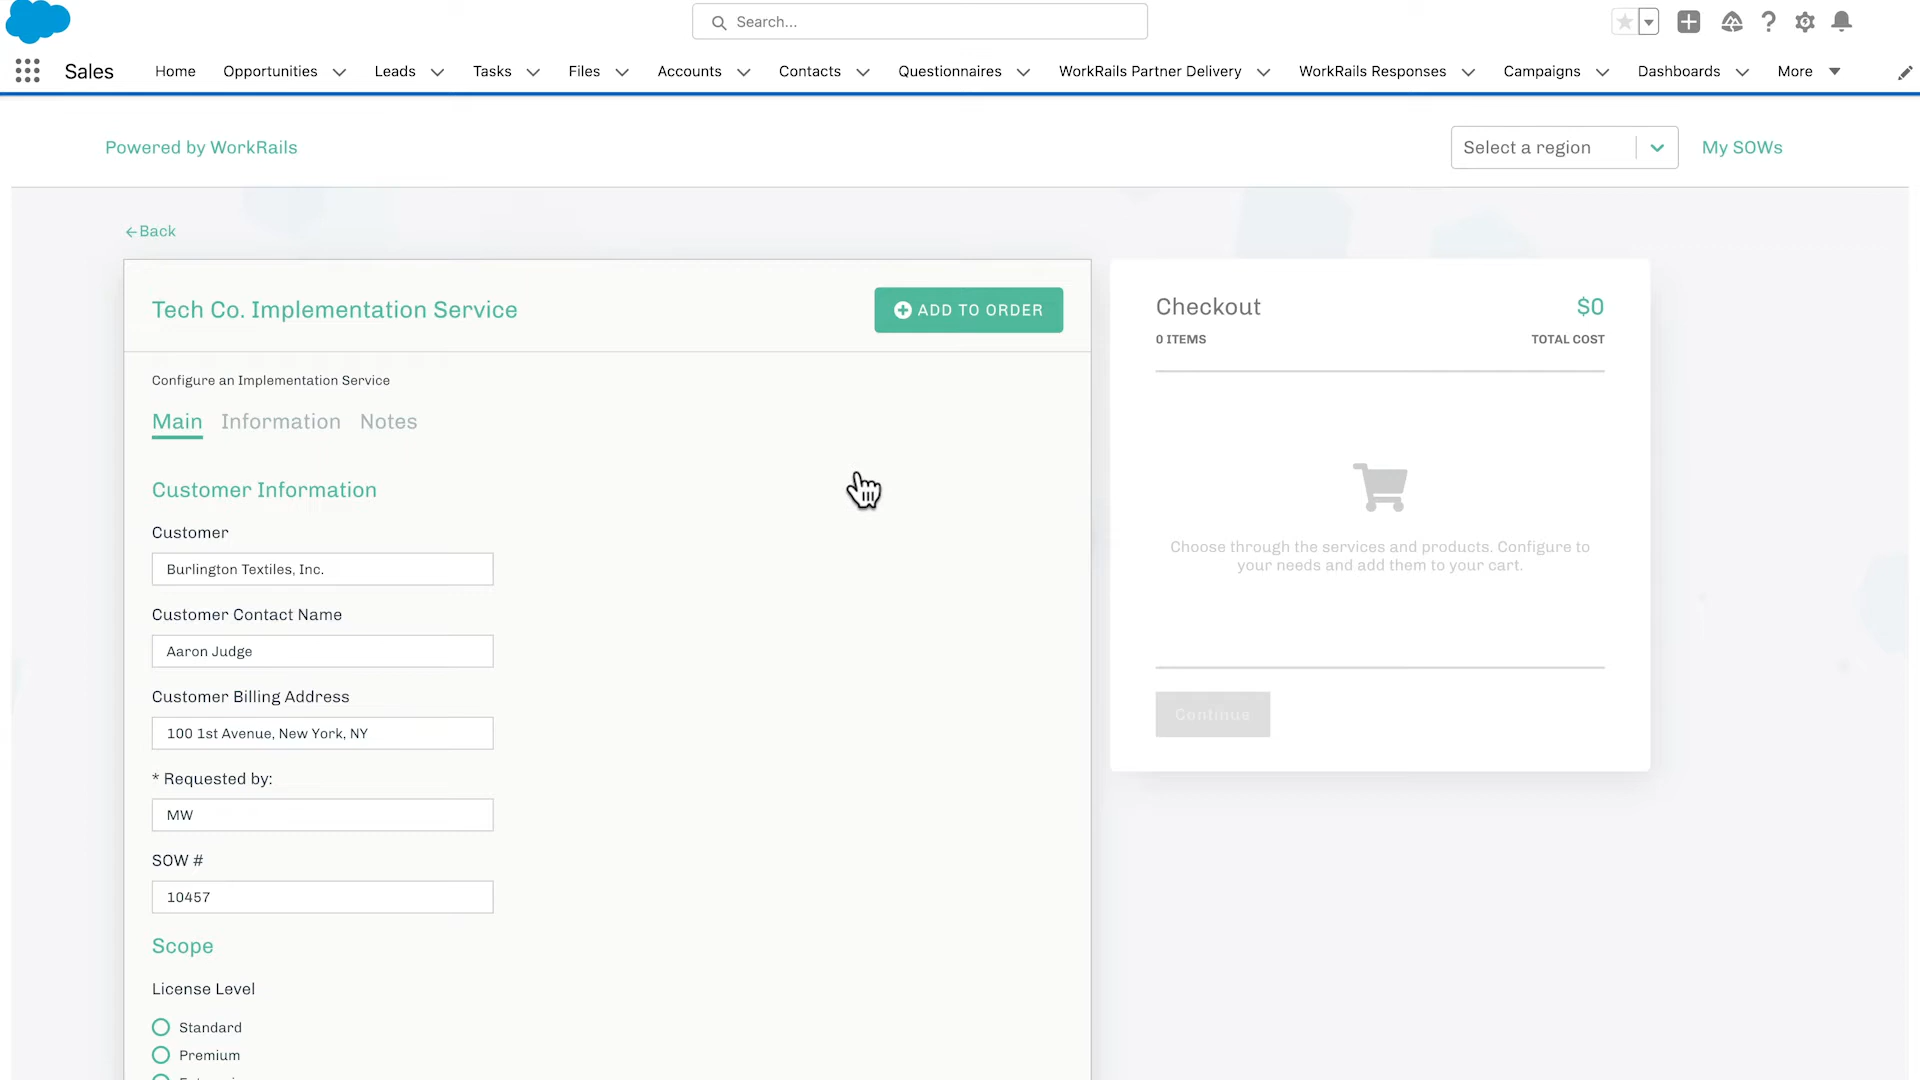 Search...
Sales
Home
Opportunities
Leads
Tasks
Files
Accounts
Contacts
Questionnaires
WorkRails Partner Delivery
WorkRails Responses
Campaigns
Dashboards
More
Powered by WorkRails
Select a region
My SOWs
←Back
Tech Co. Implementation Service
ADD TO ORDER
Configure an Implementation Service
Main
Information
Notes
Customer Information
Customer
Burlington Textiles, Inc.
Customer Contact Name
Aaron Judge
Customer Billing Address
100 1st Avenue, New York, NY
* Requested by:
MW
SOW #
10457
Scope
License Level
Standard
Premium
Checkout
$0
0 ITEMS
TOTAL COST
Choose through the services and products. Configure to
your needs and add them to your cart.
Continue